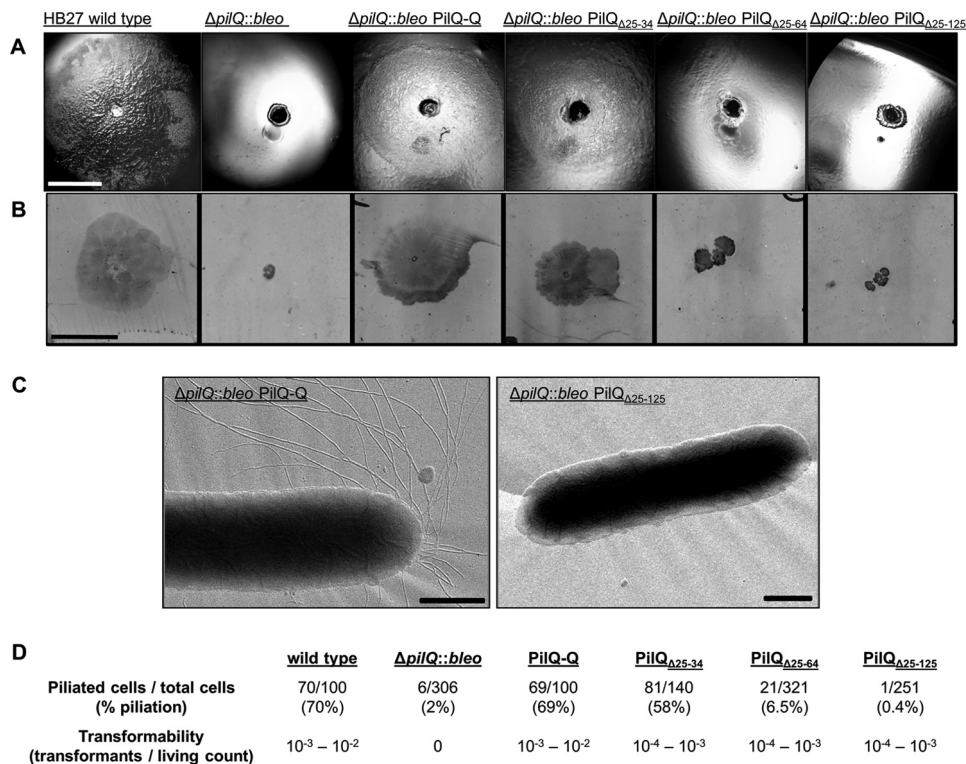 HB27 wild type ΔpilQ::bleo ΔpilQ::bleo PilQ-Q ΔpilQ::bleo PilQΔ25-34 ΔpilQ::bleo PilQΔ25-64 ΔpilQ::bleo PilQΔ25-125
A
B
C
ΔpilQ::bleo PilQ-Q ΔpilQ::bleo PilQΔ25-125
D
wild type ΔpilQ::bleo PilQ-Q PilQΔ25-34 PilQΔ25-64 PilQΔ25-125
Piliated cells / total cells 70/100 6/306 69/100 81/140 21/321 1/251
(% piliation) (70%) (2%) (69%) (58%) (6.5%) (0.4%)
Transformability
(transformants / living count) 10⁻³ – 10⁻² 0 10⁻³ – 10⁻² 10⁻⁴ – 10⁻³ 10⁻⁴ – 10⁻³ 10⁻⁴ – 10⁻³